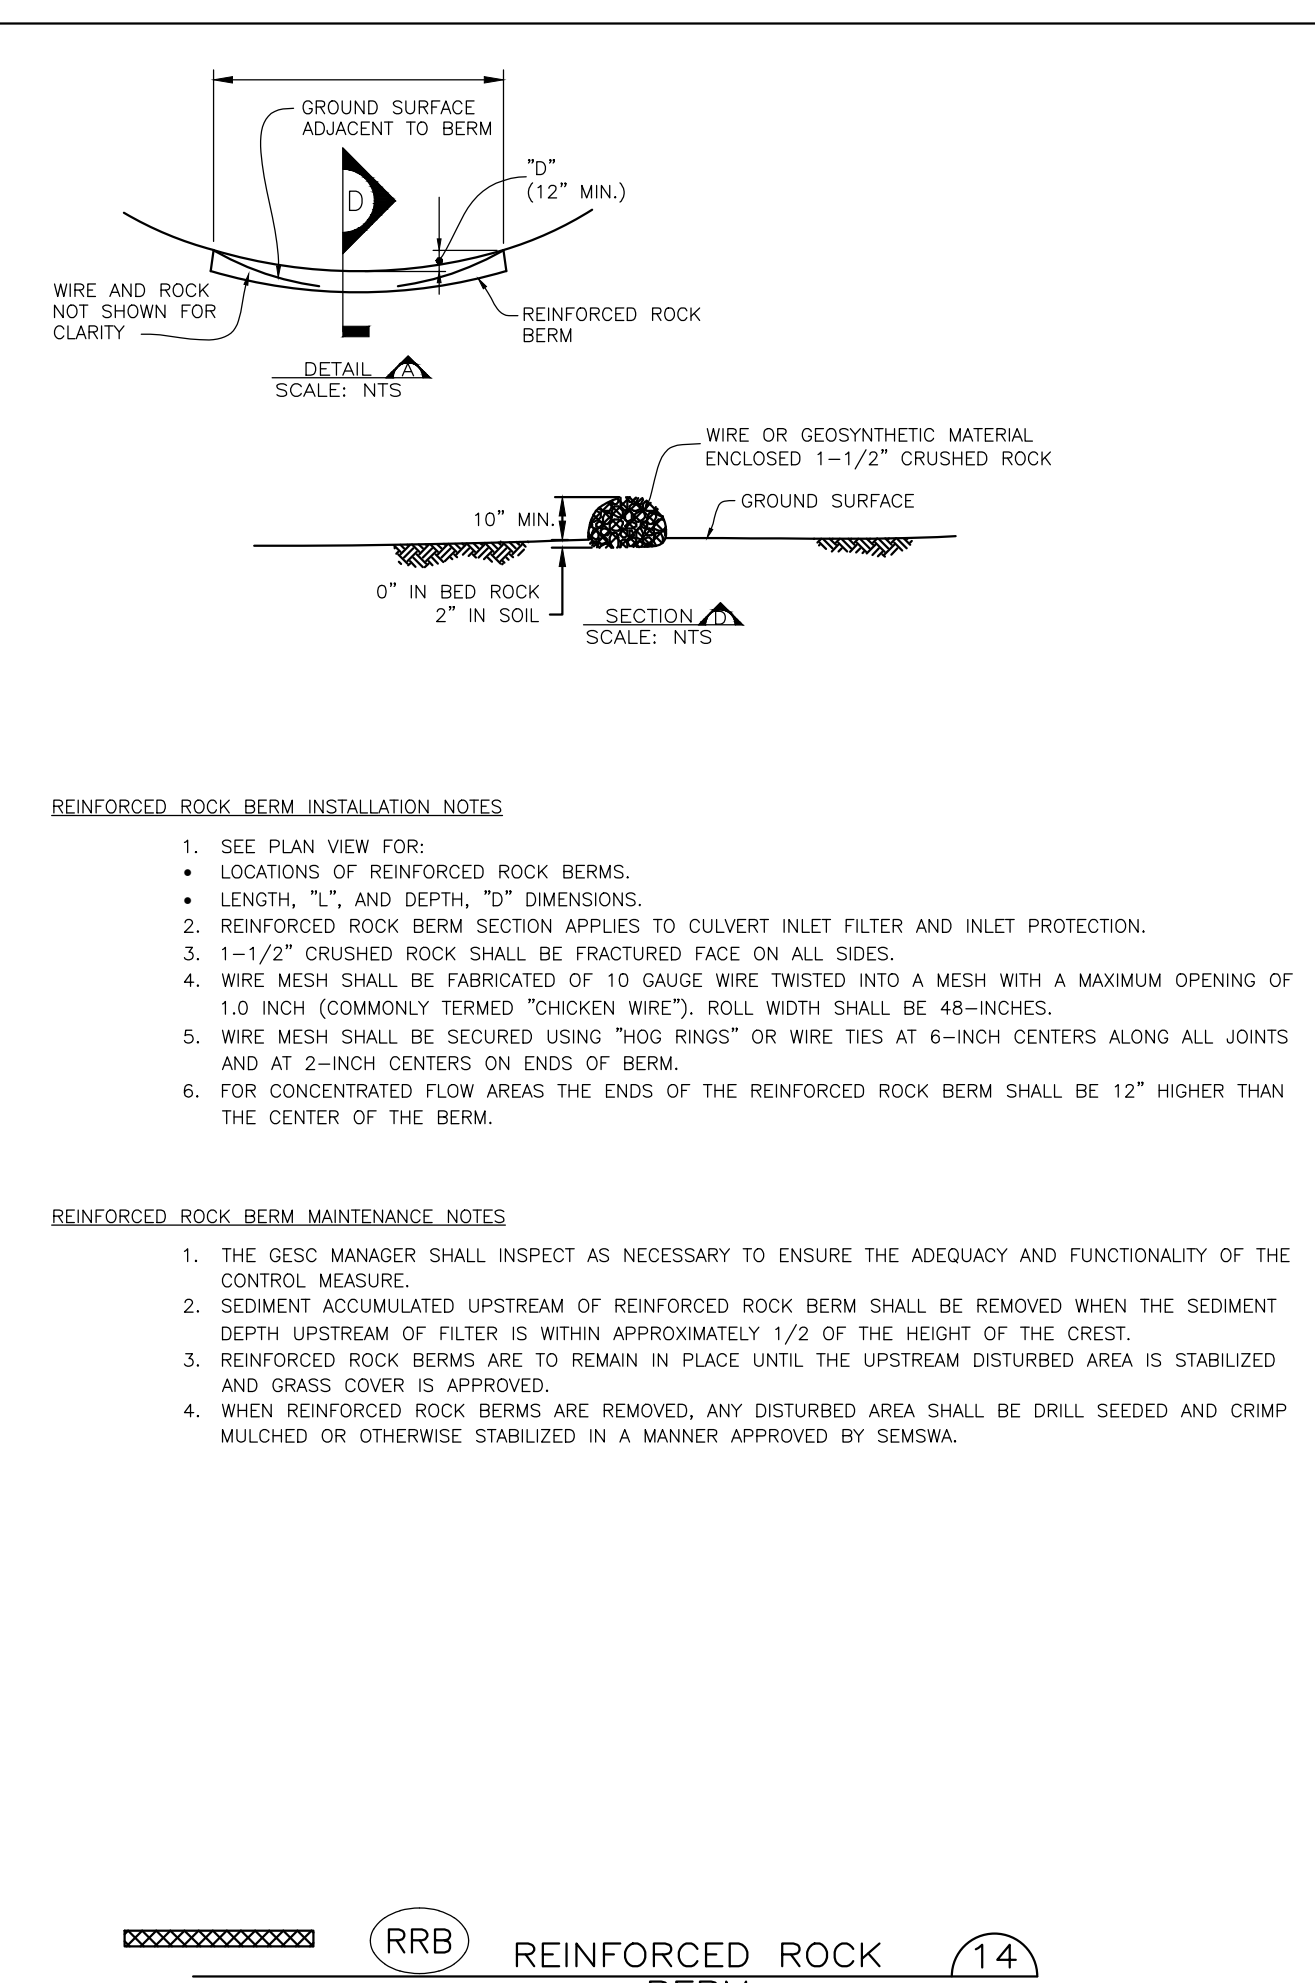 GROUND SURFACE
ADJACENT TO BERM
"D"
(12" MIN.)
D
WIRE AND ROCK
NOT SHOWN FOR
CLARITY
REINFORCED ROCK
BERM
DETAIL A
SCALE: NTS
WIRE OR GEOSYNTHETIC MATERIAL
ENCLOSED 1-1/2" CRUSHED ROCK
GROUND SURFACE
10" MIN.
0" IN BED ROCK
2" IN SOIL
SECTION D
SCALE: NTS
REINFORCED ROCK BERM INSTALLATION NOTES
1. SEE PLAN VIEW FOR:
• LOCATIONS OF REINFORCED ROCK BERMS.
• LENGTH, "L", AND DEPTH, "D" DIMENSIONS.
2. REINFORCED ROCK BERM SECTION APPLIES TO CULVERT INLET FILTER AND INLET PROTECTION.
3. 1-1/2" CRUSHED ROCK SHALL BE FRACTURED FACE ON ALL SIDES.
4. WIRE MESH SHALL BE FABRICATED OF 10 GAUGE WIRE TWISTED INTO A MESH WITH A MAXIMUM OPENING OF
1.0 INCH (COMMONLY TERMED "CHICKEN WIRE"). ROLL WIDTH SHALL BE 48-INCHES.
5. WIRE MESH SHALL BE SECURED USING "HOG RINGS" OR WIRE TIES AT 6-INCH CENTERS ALONG ALL JOINTS
AND AT 2-INCH CENTERS ON ENDS OF BERM.
6. FOR CONCENTRATED FLOW AREAS THE ENDS OF THE REINFORCED ROCK BERM SHALL BE 12" HIGHER THAN
THE CENTER OF THE BERM.
REINFORCED ROCK BERM MAINTENANCE NOTES
1. THE GESC MANAGER SHALL INSPECT AS NECESSARY TO ENSURE THE ADEQUACY AND FUNCTIONALITY OF THE
CONTROL MEASURE.
2. SEDIMENT ACCUMULATED UPSTREAM OF REINFORCED ROCK BERM SHALL BE REMOVED WHEN THE SEDIMENT
DEPTH UPSTREAM OF FILTER IS WITHIN APPROXIMATELY 1/2 OF THE HEIGHT OF THE CREST.
3. REINFORCED ROCK BERMS ARE TO REMAIN IN PLACE UNTIL THE UPSTREAM DISTURBED AREA IS STABILIZED
AND GRASS COVER IS APPROVED.
4. WHEN REINFORCED ROCK BERMS ARE REMOVED, ANY DISTURBED AREA SHALL BE DRILL SEEDED AND CRIMP
MULCHED OR OTHERWISE STABILIZED IN A MANNER APPROVED BY SEMSWA.
RRB
REINFORCED ROCK
14